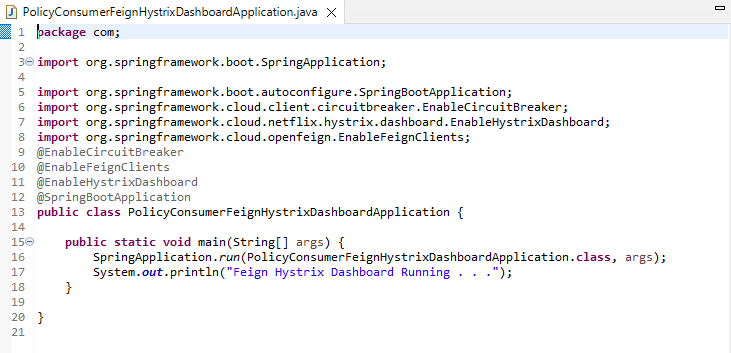 PolicyConsumerFeignHystrixDashboardApplication.java
1 package com;
2
3 import org.springframework.boot.SpringApplication;
4
5 import org.springframework.boot.autoconfigure.SpringBootApplication;
6 import org.springframework.cloud.client.circuitbreaker.EnableCircuitBreaker;
7 import org.springframework.cloud.netflix.hystrix.dashboard.EnableHystrixDashboard;
8 import org.springframework.cloud.openfeign.EnableFeignClients;
9 @EnableCircuitBreaker
10 @EnableFeignClients
11 @EnableHystrixDashboard
12 @SpringBootApplication
13 public class PolicyConsumerFeignHystrixDashboardApplication {
14
15 public static void main(String[] args) {
16 SpringApplication.run(PolicyConsumerFeignHystrixDashboardApplication.class, args);
17 System.out.println("Feign Hystrix Dashboard Running . . .");
18 }
19
20 }
21